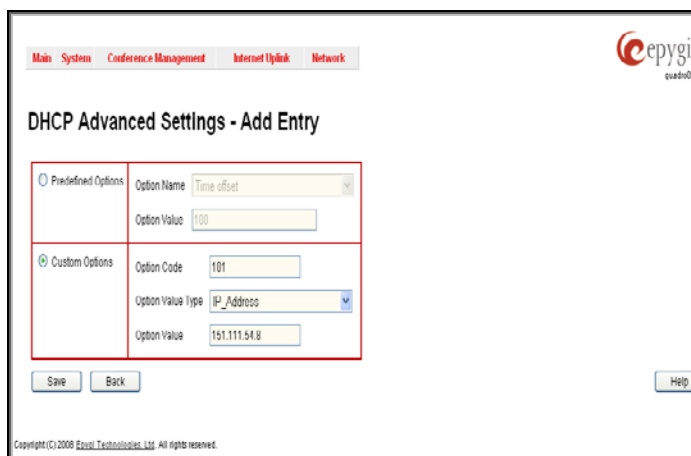 Main System Conference Management Internet Uplink Network
epygi
DHCP Advanced Settings - Add Entry
Predefined Options
Option Name Time offset
Option Value 100
Custom Options
Option Code 101
Option Value Type IP_Address
Option Value 151.111.54.8
Save Back Help
Copyright (C) 2008 Epygi Technologies, Ltd. All rights reserved.